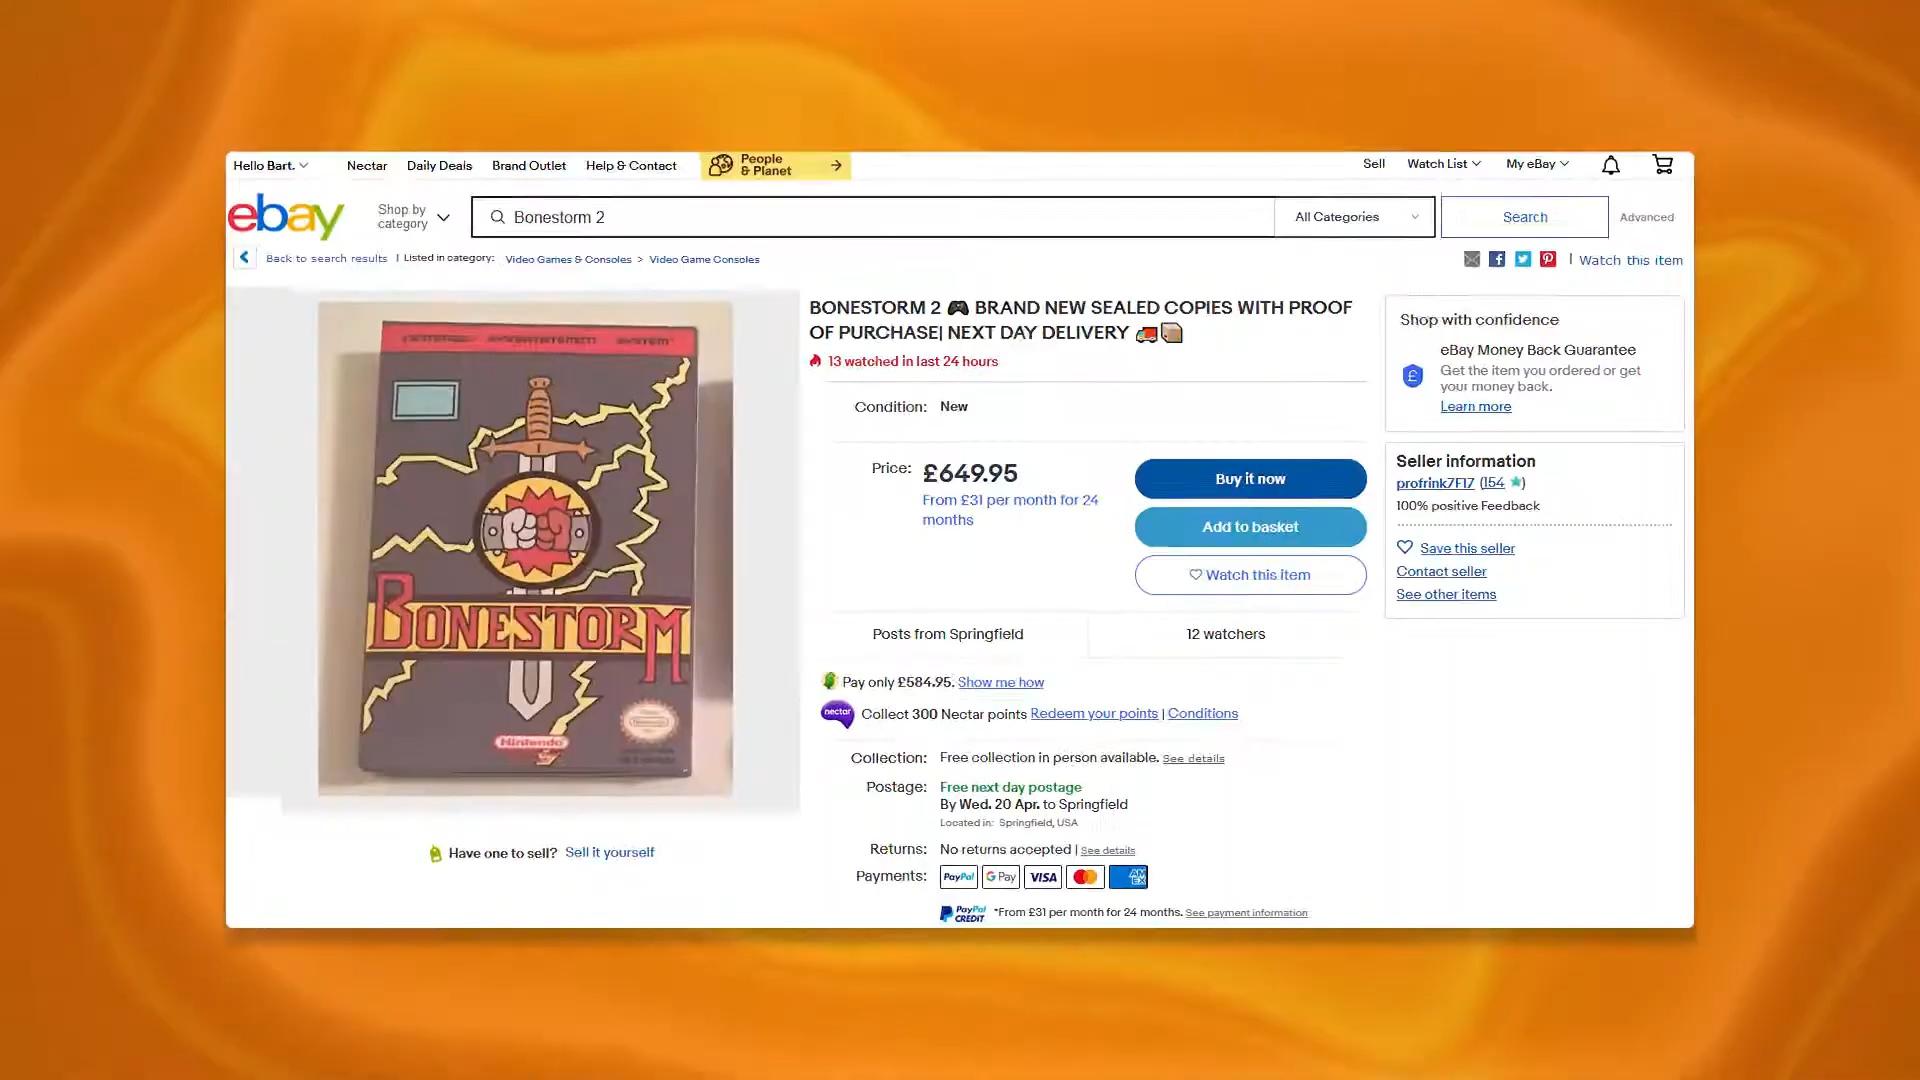 Hello Bart.
Nectar
Daily Deals
Brand Outlet
Help & Contact
People
& Planet
Sell
Watch List
My eBay
ebay
Shop by
category
Bonestorm 2
All Categories
Search
Advanced
Back to search results | Listed in category: Video Games & Consoles > Video Game Consoles
| Watch this item
BONESTORM
Nintendo
BONESTORM 2 🎮 BRAND NEW SEALED COPIES WITH PROOF
OF PURCHASE| NEXT DAY DELIVERY 🚚📦
13 watched in last 24 hours
Condition: New
Price: £649.95
From £31 per month for 24
months
Buy it now
Add to basket
Watch this item
Posts from Springfield
12 watchers
Pay only £584.95. Show me how
nectar
Collect 300 Nectar points Redeem your points | Conditions
Collection: Free collection in person available. See details
Postage: Free next day postage
By Wed. 20 Apr. to Springfield
Located in: Springfield, USA
Returns: No returns accepted | See details
Payments: PayPal G Pay VISA AMEX
PayPal CREDIT *From £31 per month for 24 months. See payment information
Have one to sell? Sell it yourself
Shop with confidence
eBay Money Back Guarantee
Get the item you ordered or get
your money back.
Learn more
Seller information
profrink7F17 (154)
100% positive Feedback
Save this seller
Contact seller
See other items